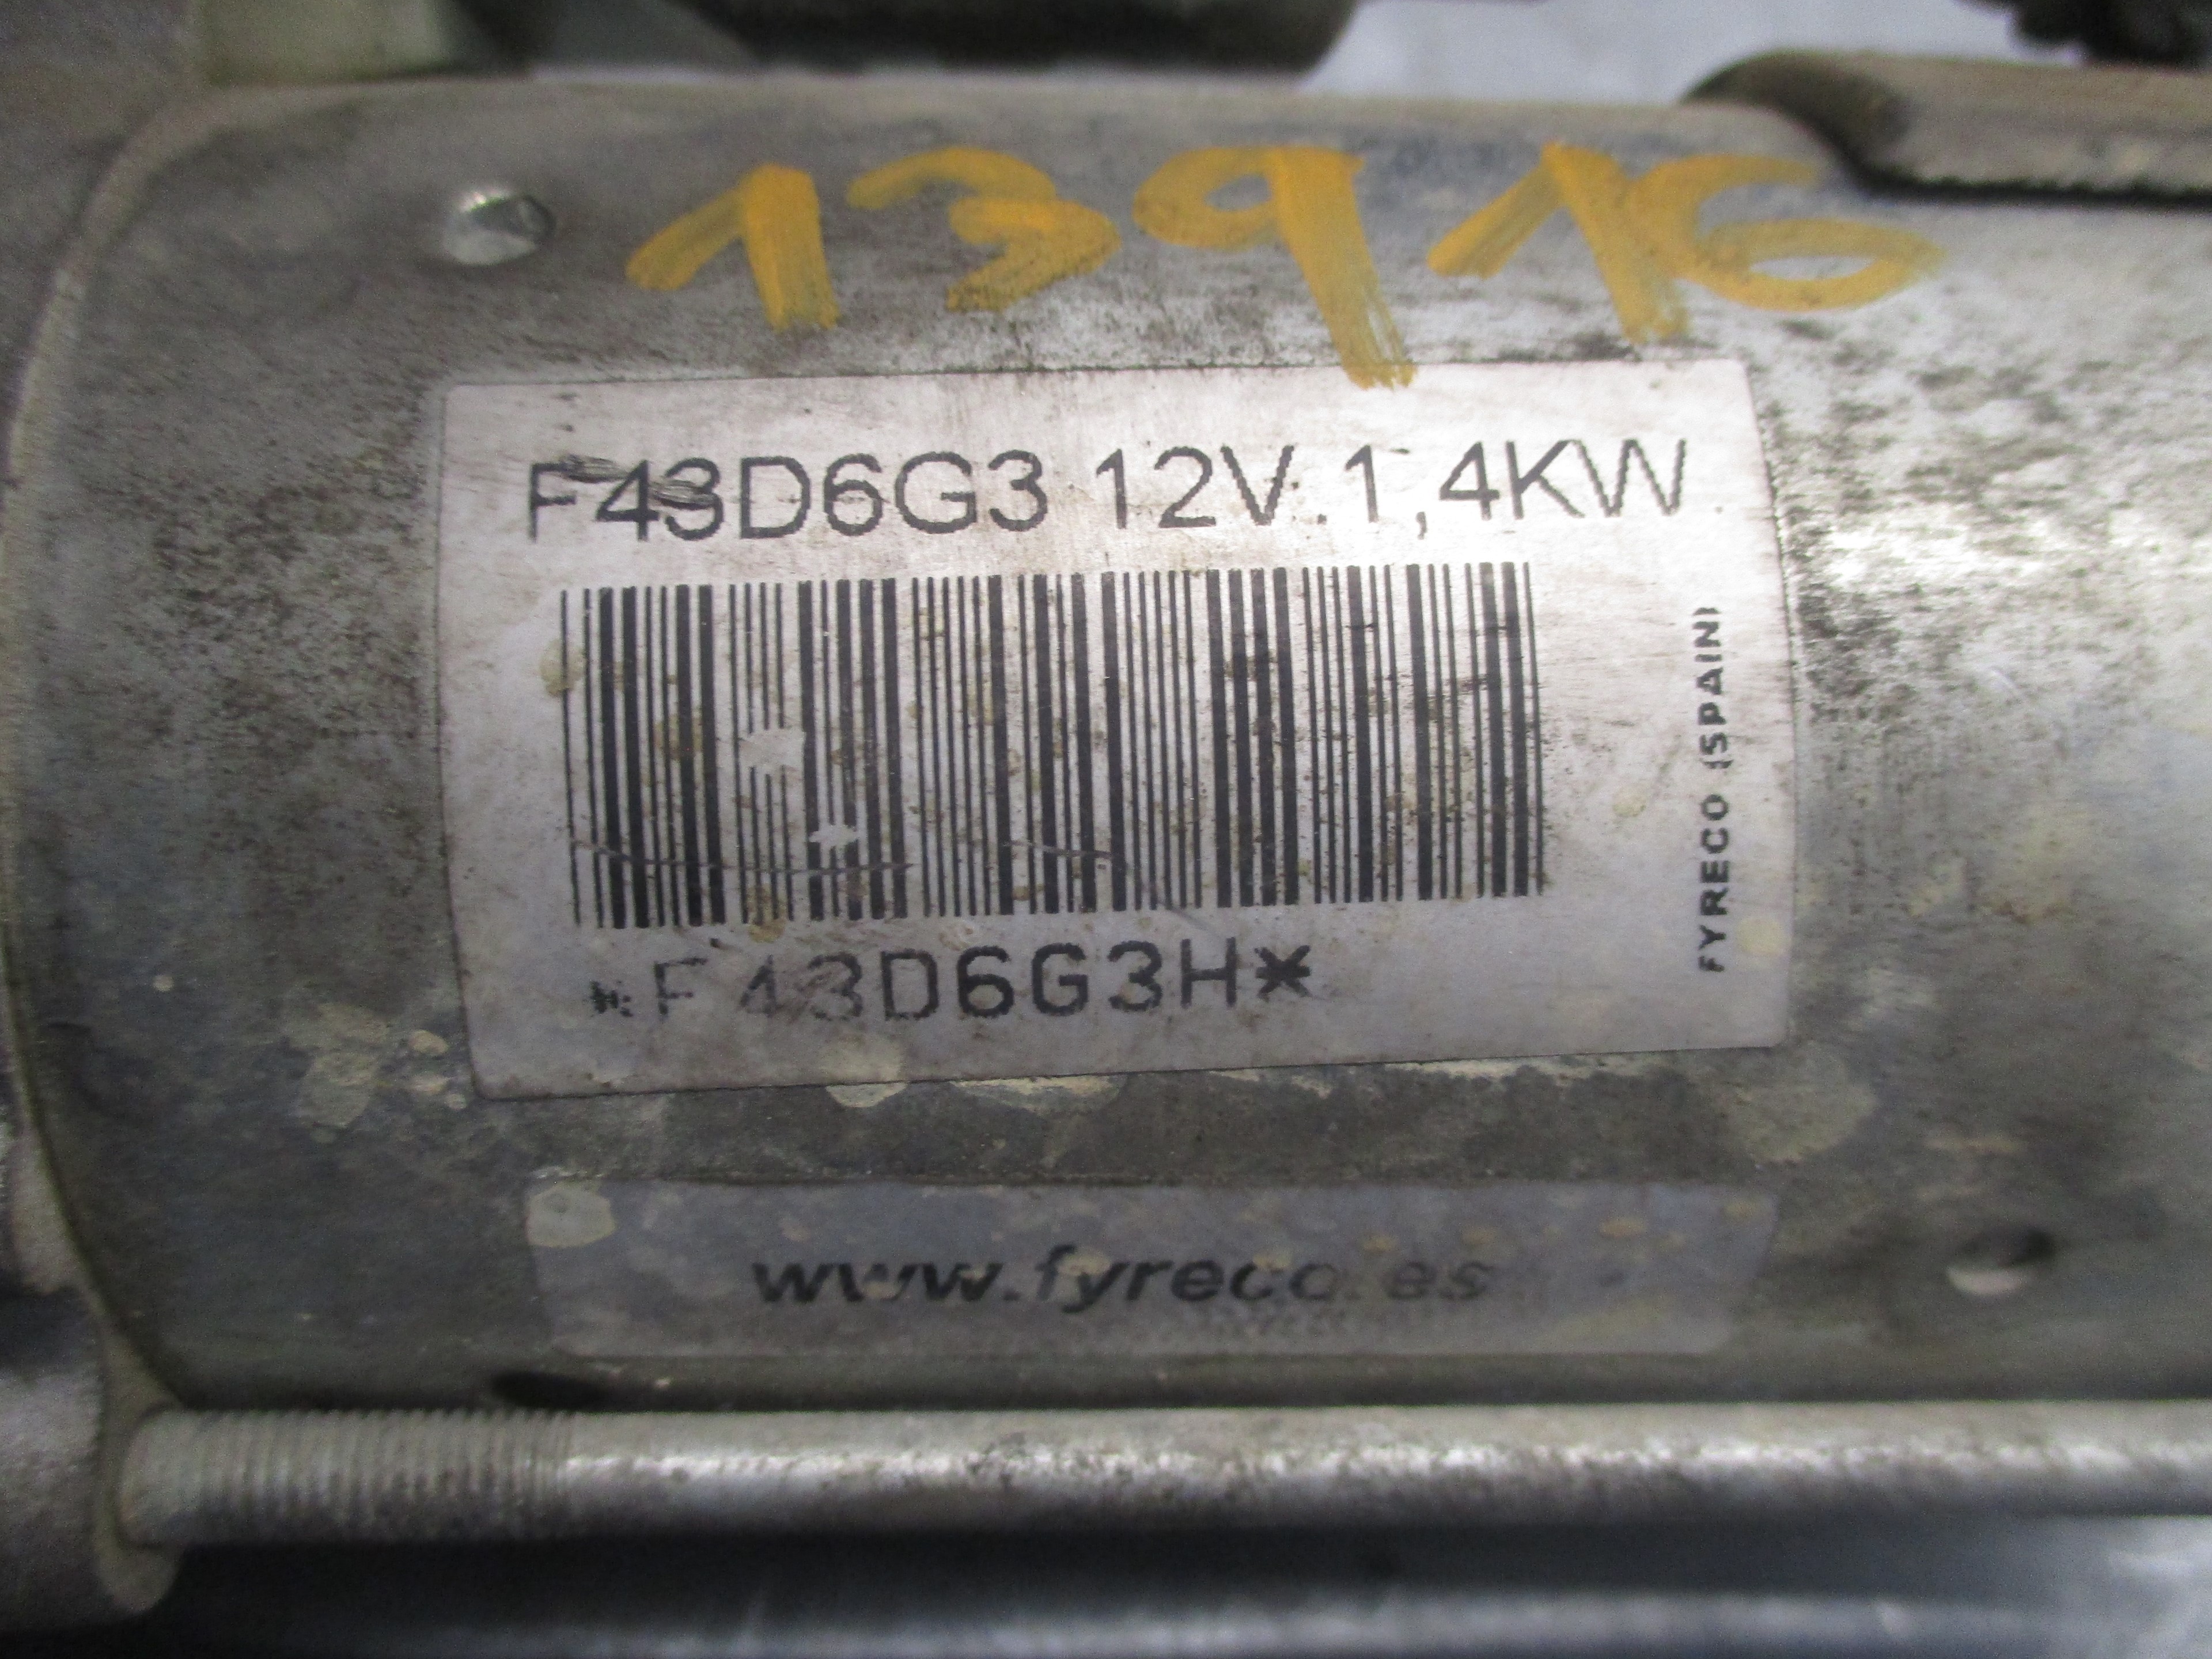 13916
F43D6G3 12V.1,4KW
*F43D6G3H*
FYRECO (SPAIN)
www.fyreco.es